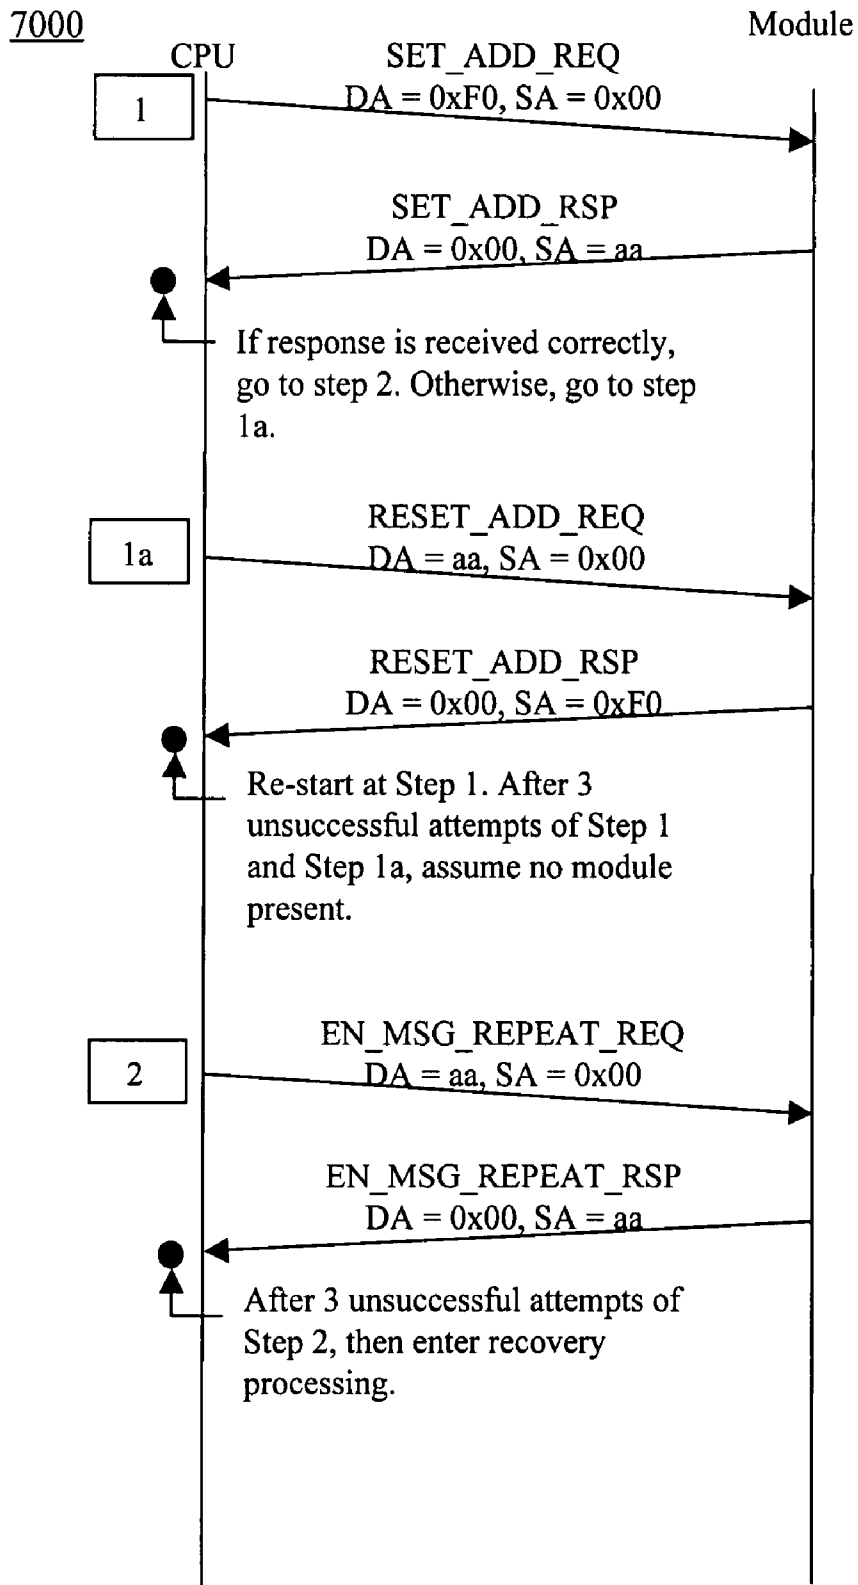 7000
Module
CPU
SET_ADD_REQ
1
DA = 0xF0, SA = 0x00
SET_ADD_RSP
DA = 0x00, SA = aa
If response is received correctly,
go to step 2. Otherwise, go to step
1a.
RESET_ADD_REQ
1a
DA = aa, SA = 0x00
RESET_ADD_RSP
DA = 0x00, SA = 0xF0
Re-start at Step 1. After 3
unsuccessful attempts of Step 1
and Step 1a, assume no module
present.
EN_MSG_REPEAT_REQ
2
DA = aa, SA = 0x00
EN_MSG_REPEAT_RSP
DA = 0x00, SA = aa
After 3 unsuccessful attempts of
Step 2, then enter recovery
processing.